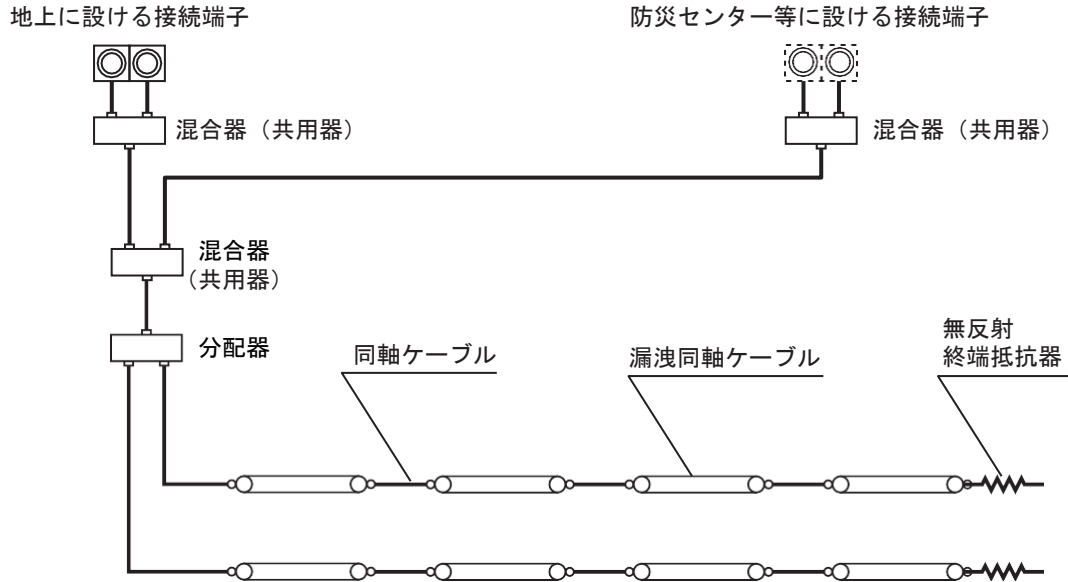 地上に設ける接続端子
防災センター等に設ける接続端子
混合器（共用器）
混合器（共用器）
混合器
（共用器）
分配器
同軸ケーブル
漏洩同軸ケーブル
無反射
終端抵抗器